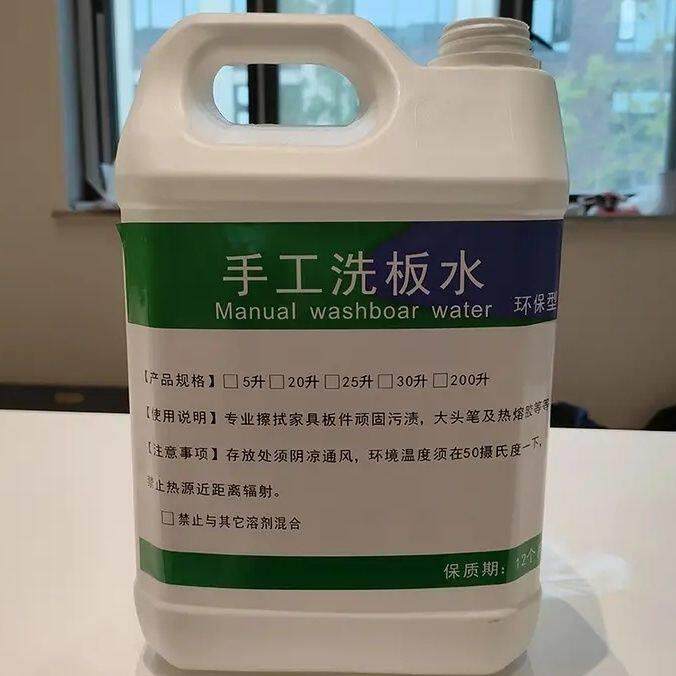 手工洗板水
Manual washboar water 环保型
【产品规格】□5升□20升□25升□30升□200升
【使用说明】专业擦拭家具板件顽固污渍，大头笔及热熔胶等等
【注意事项】存放处须阴凉通风，环境温度须在50摄氏度一下，
禁止热源近距离辐射。
□禁止与其它溶剂混合
保质期：12个